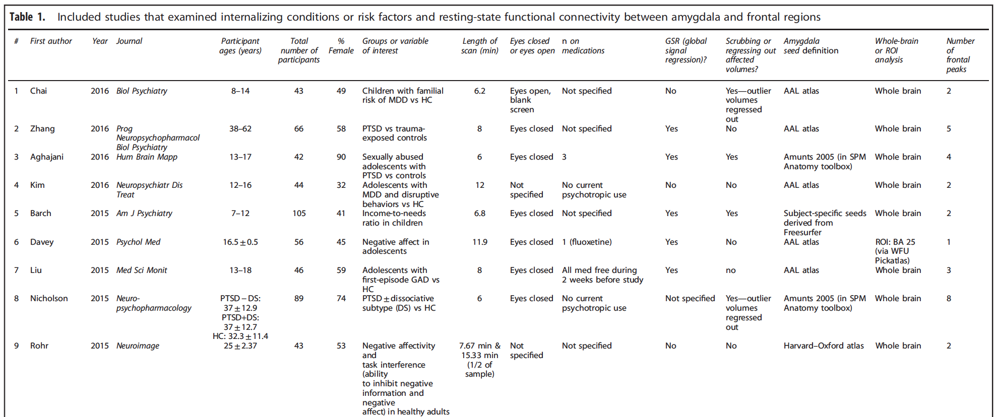 Table 1. Included studies that examined internalizing conditions or risk factors and resting-state functional connectivity between amygdala and frontal regions
# First author Year Journal Participant ages (years) Total number of participants % Female Groups or variable of interest Length of scan (min) Eyes closed or eyes open n on medications GSR (global signal regression)? Scrubbing or regressing out affected volumes? Amygdala seed definition Whole-brain or ROI analysis Number of frontal peaks
1 Chai 2016 Biol Psychiatry 8–14 43 49 Children with familial risk of MDD vs HC 6.2 Eyes open, blank screen Not specified No Yes—outlier volumes regressed out AAL atlas Whole brain 2
2 Zhang 2016 Prog Neuropsychopharmacol Biol Psychiatry 38–62 66 58 PTSD vs trauma-exposed controls 8 Eyes closed Not specified Yes No AAL atlas Whole brain 5
3 Aghajani 2016 Hum Brain Mapp 13–17 42 90 Sexually abused adolescents with PTSD vs controls 6 Eyes closed 3 Yes Yes Amunts 2005 (in SPM Anatomy toolbox) Whole brain 4
4 Kim 2016 Neuropsychiatr Dis Treat 12–16 44 32 Adolescents with MDD and disruptive behaviors vs HC 12 Not specified No current psychotropic use No No AAL atlas Whole brain 2
5 Barch 2015 Am J Psychiatry 7–12 105 41 Income-to-needs ratio in children 6.8 Eyes closed Not specified Yes Yes Subject-specific seeds derived from Freesurfer Whole brain 2
6 Davey 2015 Psychol Med 16.5±0.5 56 45 Negative affect in adolescents 11.9 Eyes closed 1 (fluoxetine) Yes No AAL atlas ROI: BA 25 (via WFU Pickatlas) 1
7 Liu 2015 Med Sci Monit 13–18 46 59 Adolescents with first-episode GAD vs HC 8 Eyes closed All med free during 2 weeks before study Yes no AAL atlas Whole brain 3
8 Nicholson 2015 Neuro-psychopharmacology PTSD−DS: 37±12.9 PTSD+DS: 37±12.7 HC: 32.3±11.4 89 74 PTSD±dissociative subtype (DS) vs HC 6 Eyes closed No current psychotropic use Not specified Yes—outlier volumes regressed out Amunts 2005 (in SPM Anatomy toolbox) Whole brain 8
9 Rohr 2015 Neuroimage 25±2.37 43 53 Negative affectivity and task interference (ability to inhibit negative information and negative affect) in healthy adults 7.67 min & 15.33 min (1/2 of sample) Not specified Not specified No No Harvard–Oxford atlas Whole brain 2